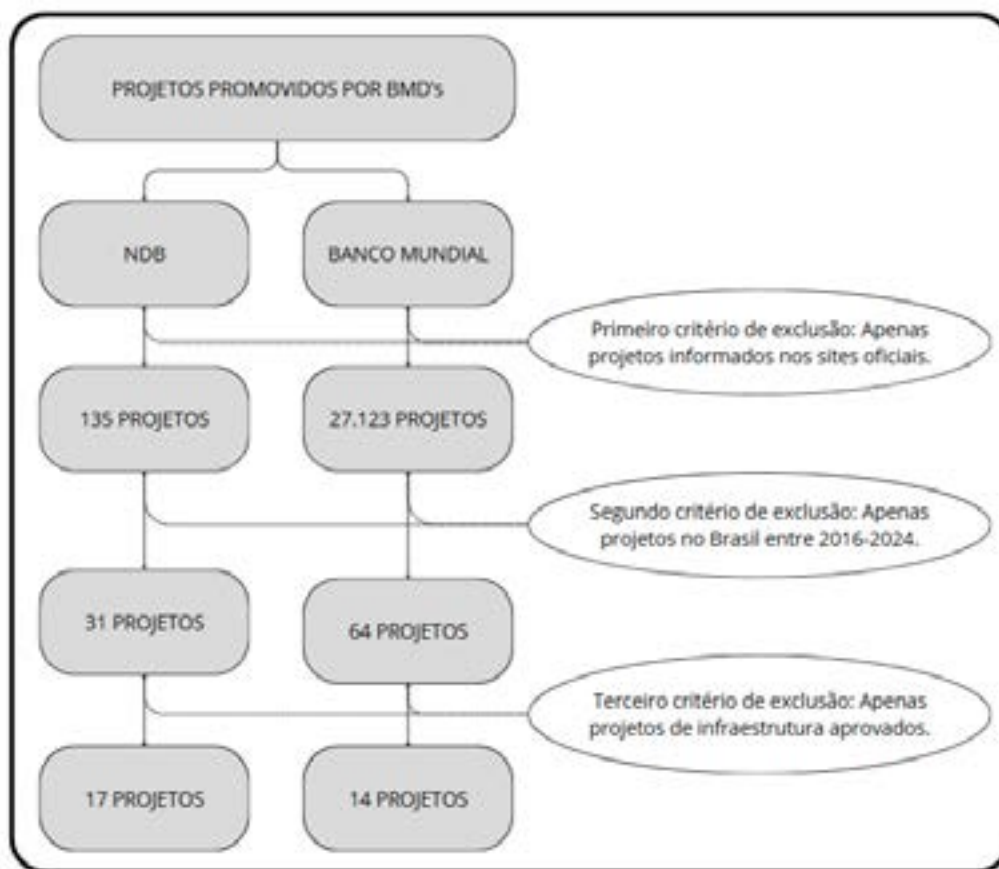 PROJETOS PROMOVIDOS POR BMD's
NDB
BANCO MUNDIAL
Primeiro critério de exclusão: Apenas
projetos informados nos sites oficiais.
135 PROJETOS
27.123 PROJETOS
Segundo critério de exclusão: Apenas
projetos no Brasil entre 2016-2024.
31 PROJETOS
64 PROJETOS
Terceiro critério de exclusão: Apenas
projetos de infraestrutura aprovados.
17 PROJETOS
14 PROJETOS